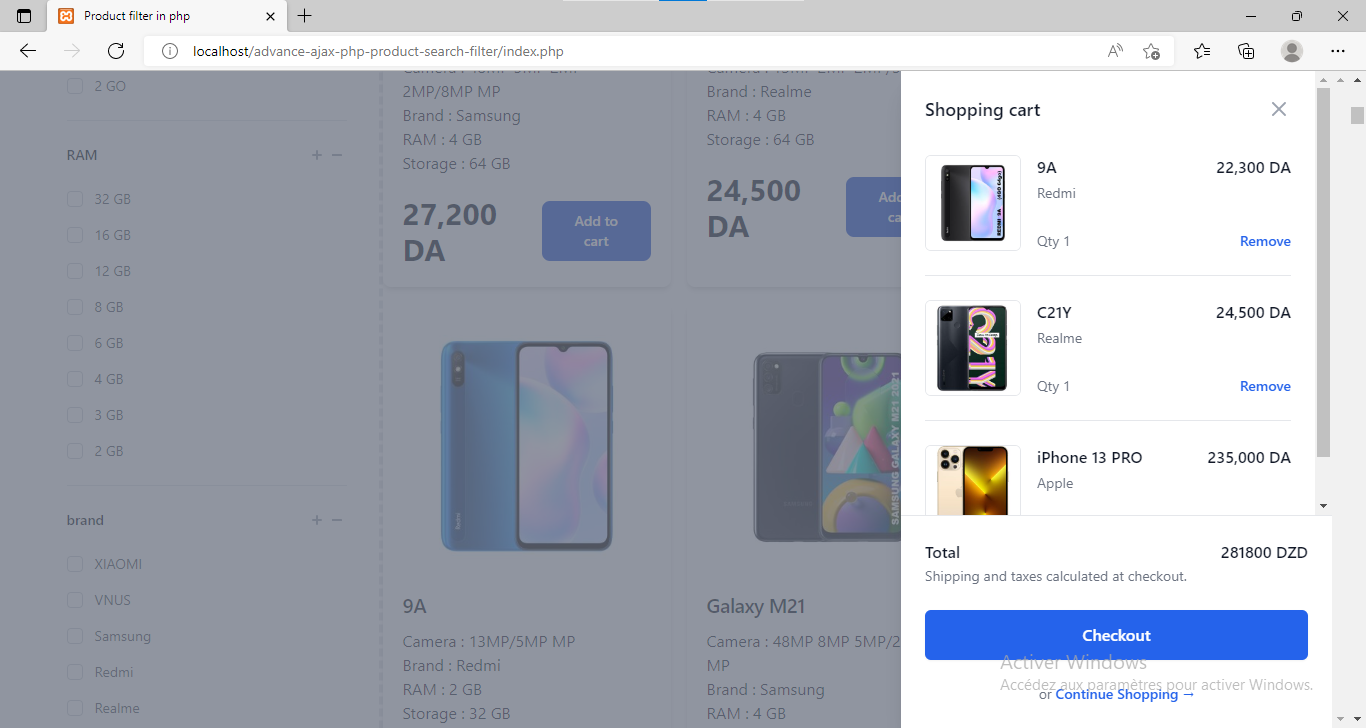 Product filter in php
localhost/advance-ajax-php-product-search-filter/index.php
2 GO
RAM
32 GB
16 GB
12 GB
8 GB
6 GB
4 GB
3 GB
2 GB
brand
XIAOMI
VNUS
Samsung
Redmi
Realme
2MP/8MP MP
Brand : Samsung
RAM : 4 GB
Storage : 64 GB
27,200
DA
Add to
cart
Brand : Realme
RAM : 4 GB
Storage : 64 GB
24,500
DA
9A
Camera : 13MP/5MP MP
Brand : Redmi
RAM : 2 GB
Storage : 32 GB
SAMSUNG GALAXY M21 2021
Galaxy M21
Camera : 48MP 8MP 5MP/2
MP
Brand : Samsung
RAM : 4 GB
Shopping cart
9A
22,300 DA
Redmi
Qty 1
Remove
C21Y
24,500 DA
Realme
C21Y
Qty 1
Remove
iPhone 13 PRO
235,000 DA
Apple
Total
281800 DZD
Shipping and taxes calculated at checkout.
Checkout
Activer Windows
Accédez aux paramètres pour activer Windows.
or Continue Shopping →